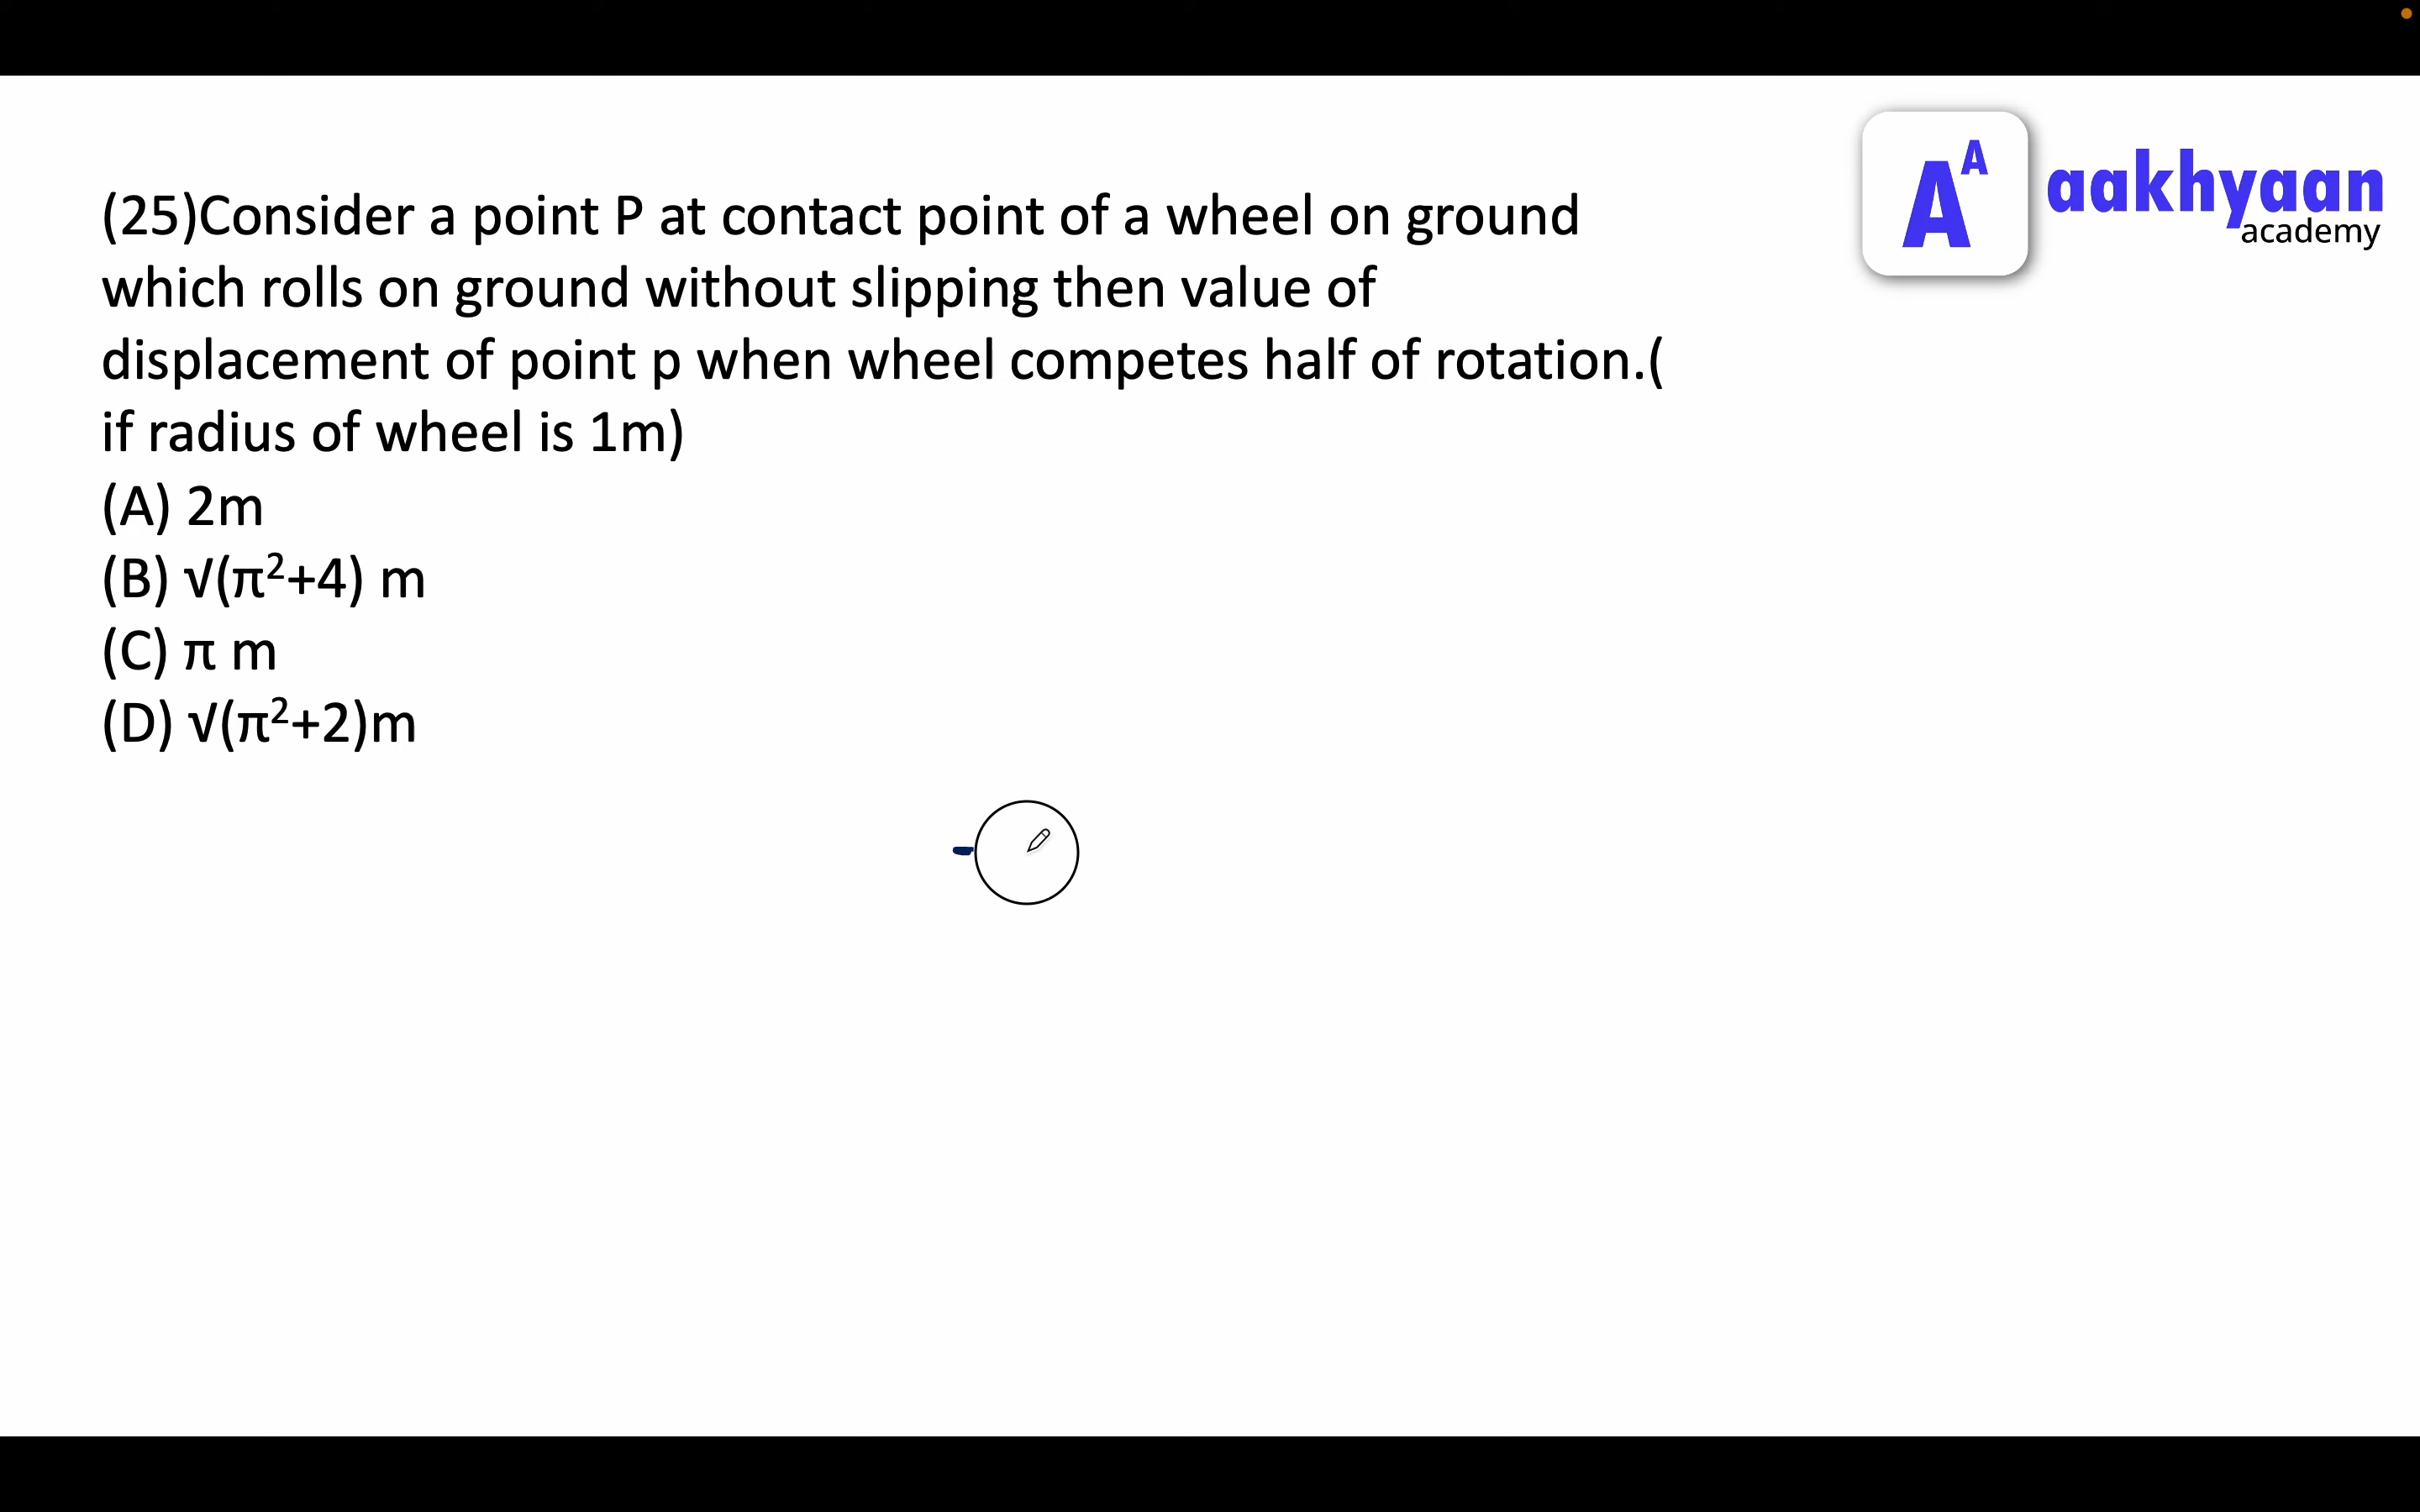 A A
aakhyaan
academy
(25)Consider a point P at contact point of a wheel on ground
which rolls on ground without slipping then value of
displacement of point p when wheel competes half of rotation.(
if radius of wheel is 1m)
(A) 2m
(B) √(π²+4) m
(C) π m
(D) √(π²+2)m